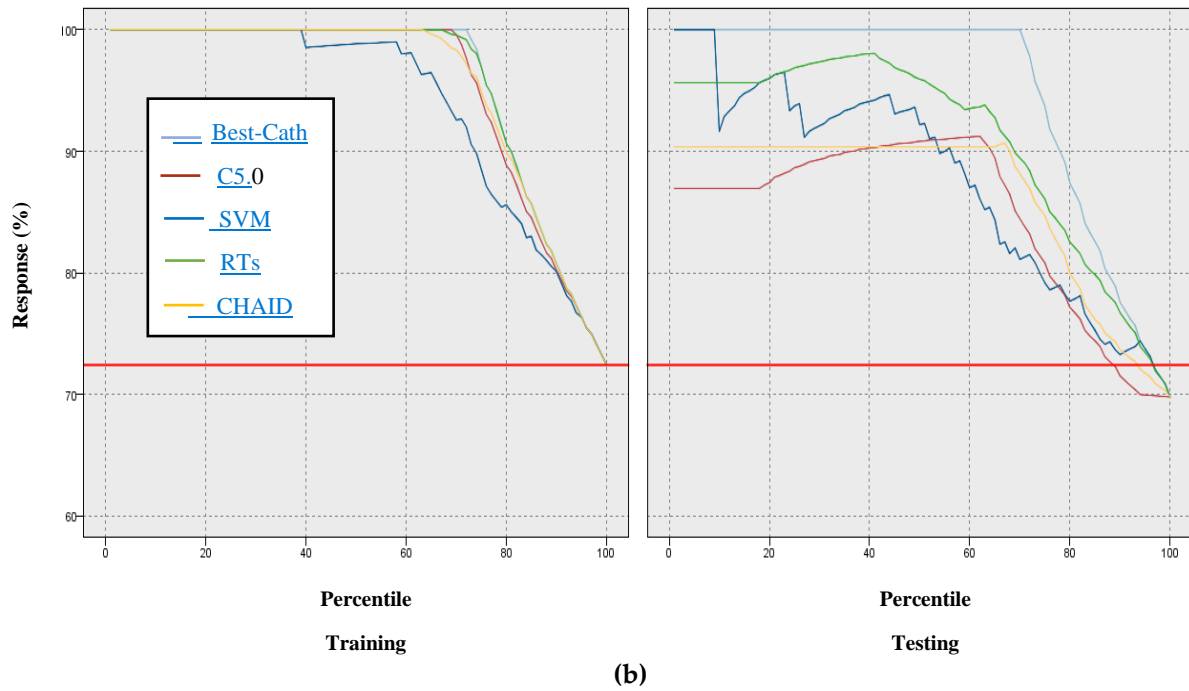 Response (%)
100
90
80
70
60
Best-Cath
C5.0
SVM
RTs
CHAID
0 20 40 60 80 100
0 20 40 60 80 100
Percentile Percentile
Training Testing
(b)